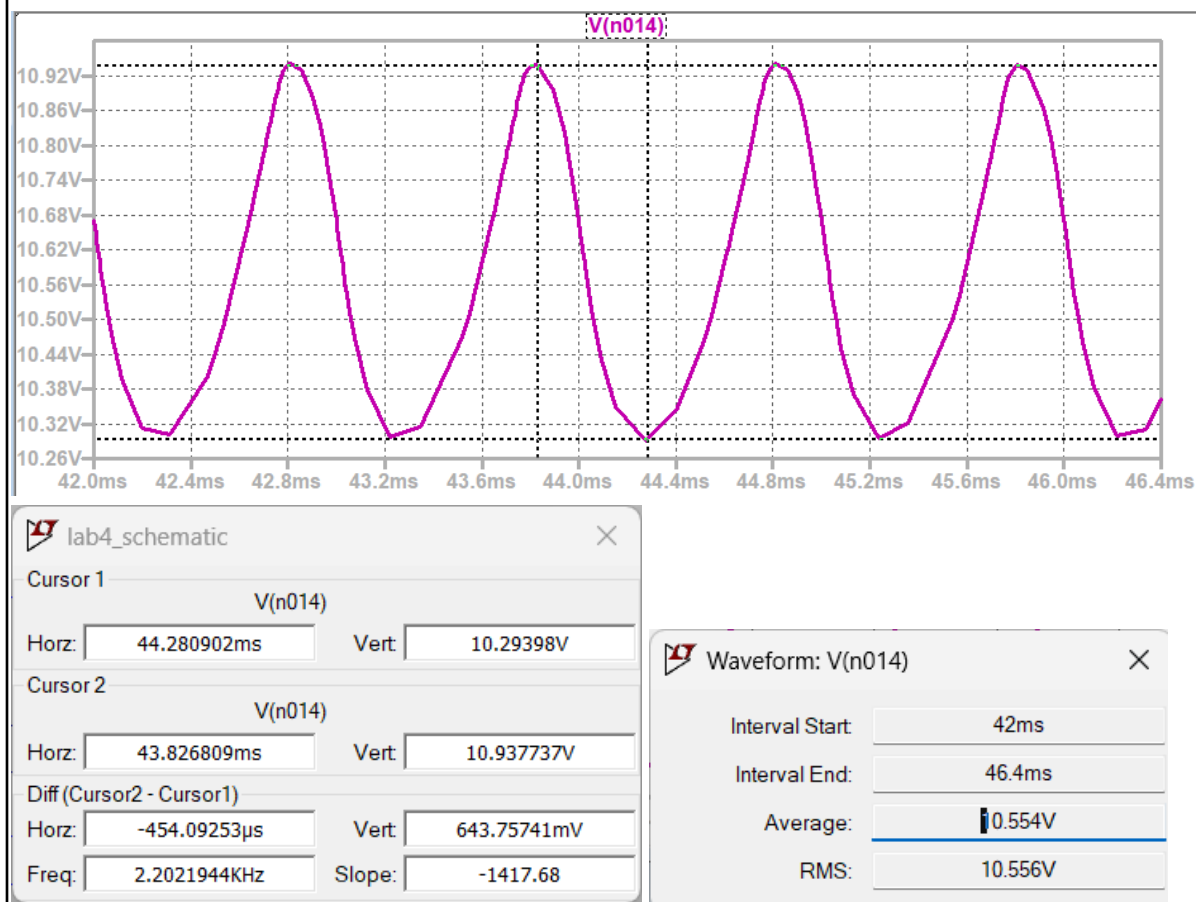 V(n014)
10.92V
10.86V
10.80V
10.74V
10.68V
10.62V
10.56V
10.50V
10.44V
10.38V
10.32V
10.26V
42.0ms 42.4ms 42.8ms 43.2ms 43.6ms 44.0ms 44.4ms 44.8ms 45.2ms 45.6ms 46.0ms 46.4ms
lab4_schematic
Cursor 1
V(n014)
Horz: 44.280902ms Vert: 10.29398V
Cursor 2
V(n014)
Horz: 43.826809ms Vert: 10.937737V
Diff (Cursor2 - Cursor1)
Horz: -454.09253µs Vert: 643.75741mV
Freq: 2.2021944KHz Slope: -1417.68
Waveform: V(n014)
Interval Start: 42ms
Interval End: 46.4ms
Average: 10.554V
RMS: 10.556V